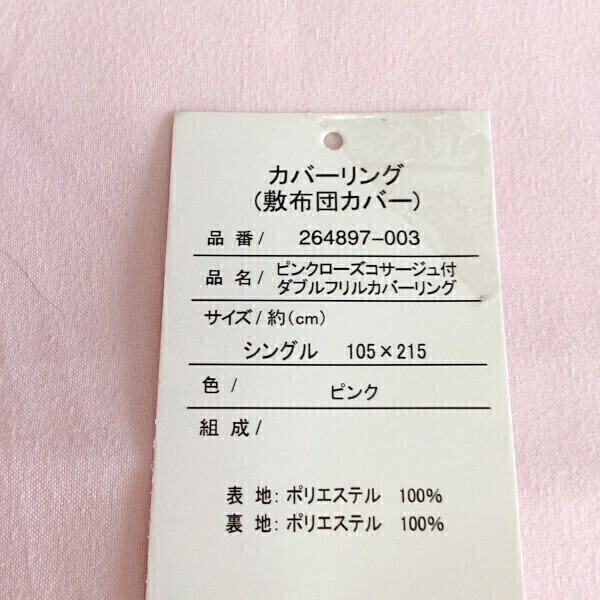 カバーリング
(敷布団カバー)
品 番 / 264897-003
品 名 / ピンクローズコサージュ付
ダブルフリルカバーリング
サイズ / 約(cm)
シングル 105×215
色 / ピンク
組 成 /
表 地: ポリエステル 100%
裏 地: ポリエステル 100%